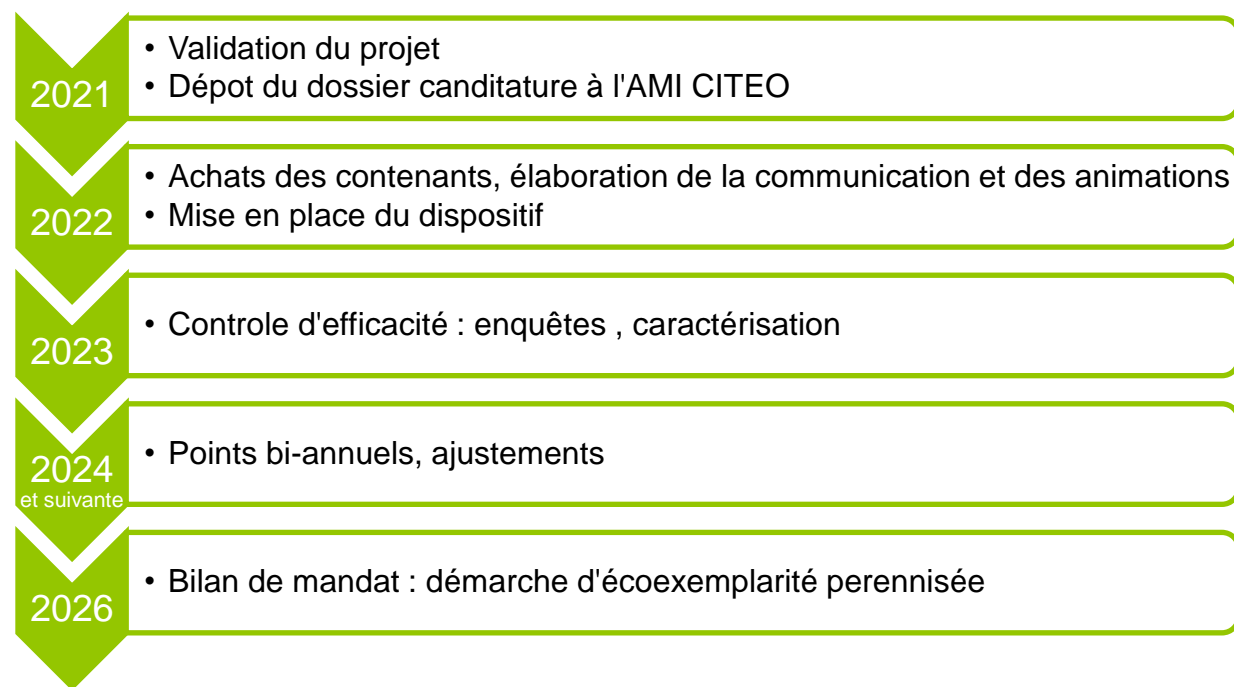 2021
• Validation du projet
• Dépot du dossier canditature à l'AMI CITEO
2022
• Achats des contenants, élaboration de la communication et des animations
• Mise en place du dispositif
2023
• Controle d'efficacité : enquêtes , caractérisation
2024
et suivante
• Points bi-annuels, ajustements
2026
• Bilan de mandat : démarche d'écoexemplarité perennisée